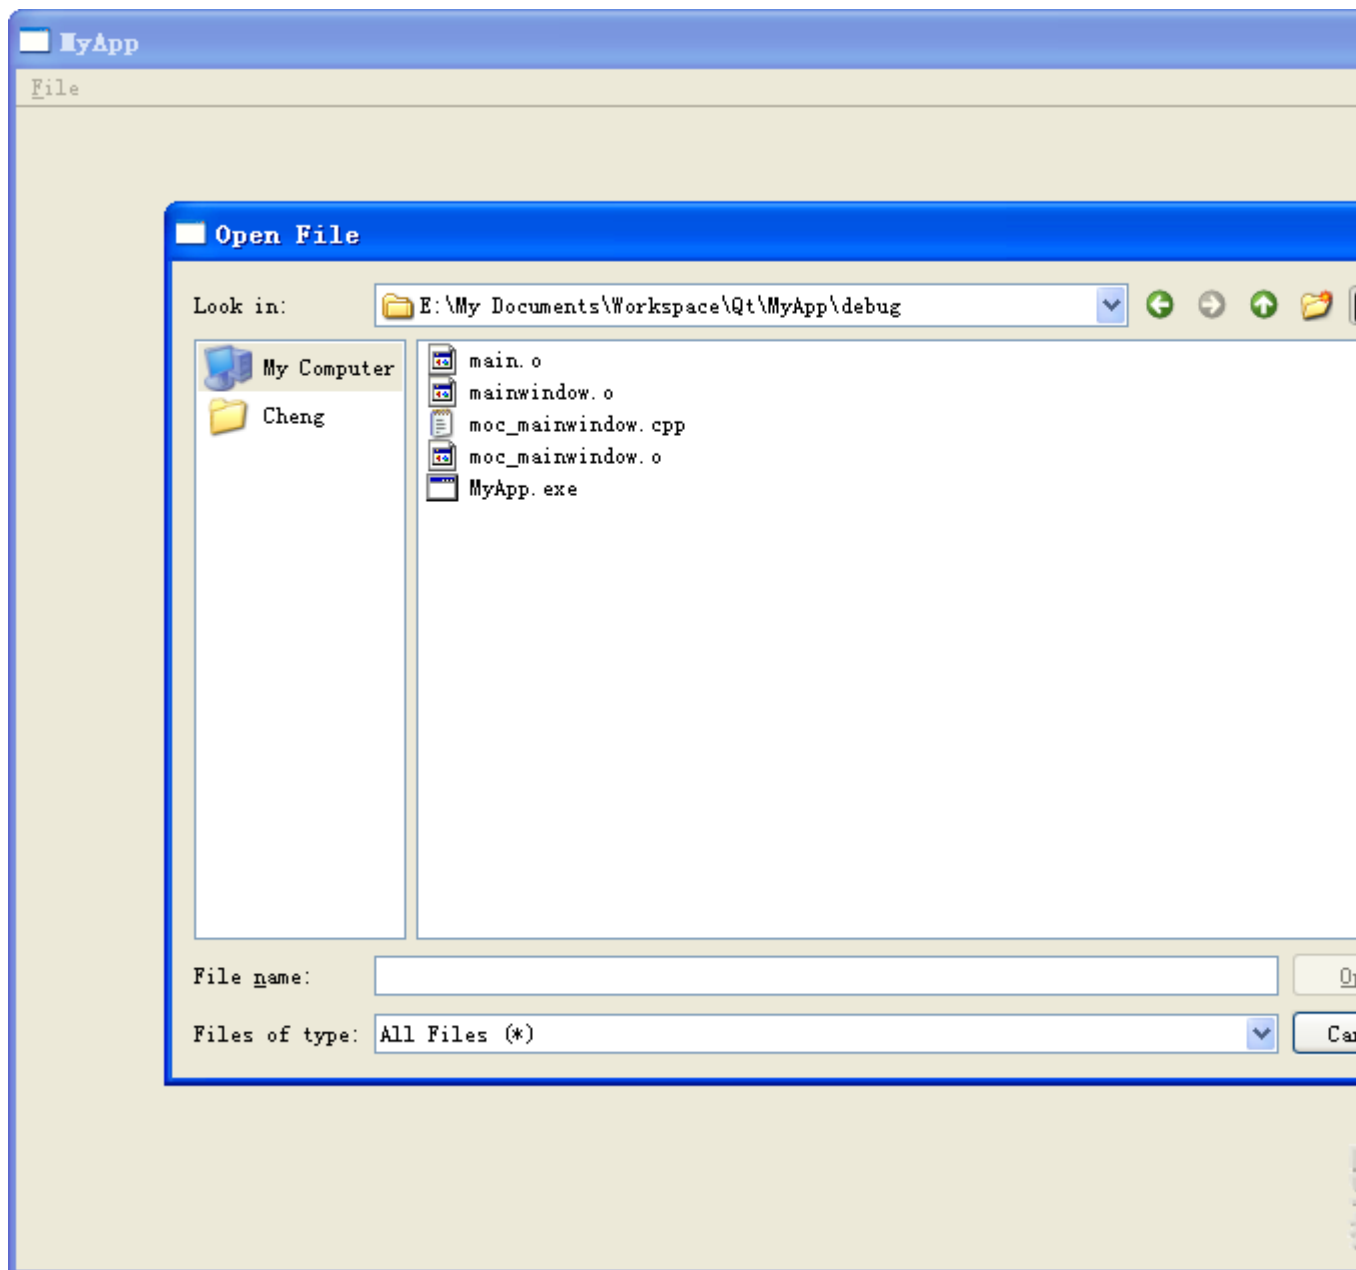 MyApp
File
Open File
Look in: E:\My Documents\Workspace\Qt\MyApp\debug
My Computer
Cheng
main.o
mainwindow.o
moc_mainwindow.cpp
moc_mainwindow.o
MyApp.exe
File name:
Files of type: All Files (*)